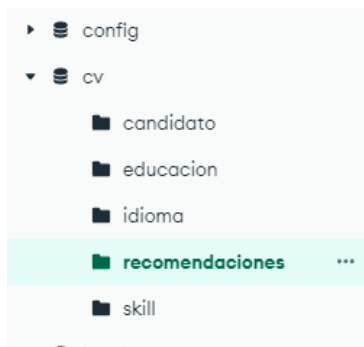 config
cv
candidato
educacion
idioma
recomendaciones
skill